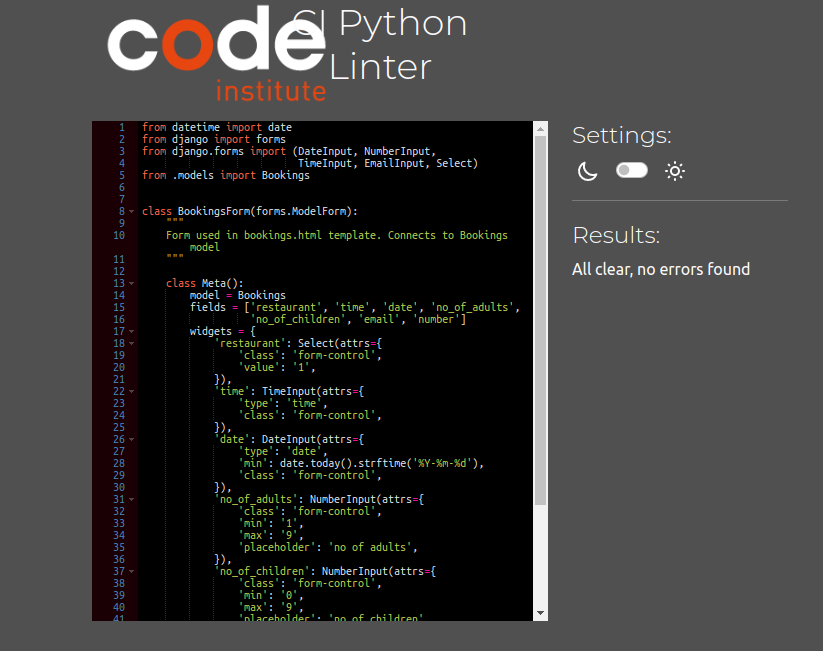 code
institute
CI Python
Linter
1 from datetime import date
2 from django import forms
3 from django.forms import (DateInput, NumberInput,
4 TimeInput, EmailInput, Select)
5 from .models import Bookings
6
7
8 class BookingsForm(forms.ModelForm):
9 """
10 Form used in bookings.html template. Connects to Bookings
model
11 """
12
13 class Meta():
14 model = Bookings
15 fields = ['restaurant', 'time', 'date', 'no_of_adults',
16 'no_of_children', 'email', 'number']
17 widgets = {
18 'restaurant': Select(attrs={
19 'class': 'form-control',
20 'value': '1',
21 }),
22 'time': TimeInput(attrs={
23 'type': 'time',
24 'class': 'form-control',
25 }),
26 'date': DateInput(attrs={
27 'type': 'date',
28 'min': date.today().strftime('%Y-%m-%d'),
29 'class': 'form-control',
30 }),
31 'no_of_adults': NumberInput(attrs={
32 'class': 'form-control',
33 'min': '1',
34 'max': '9',
35 'placeholder': 'no of adults',
36 }),
37 'no_of_children': NumberInput(attrs={
38 'class': 'form-control',
39 'min': '0',
40 'max': '9',
41 'placeholder': 'no of children'
Settings:
Results:
All clear, no errors found